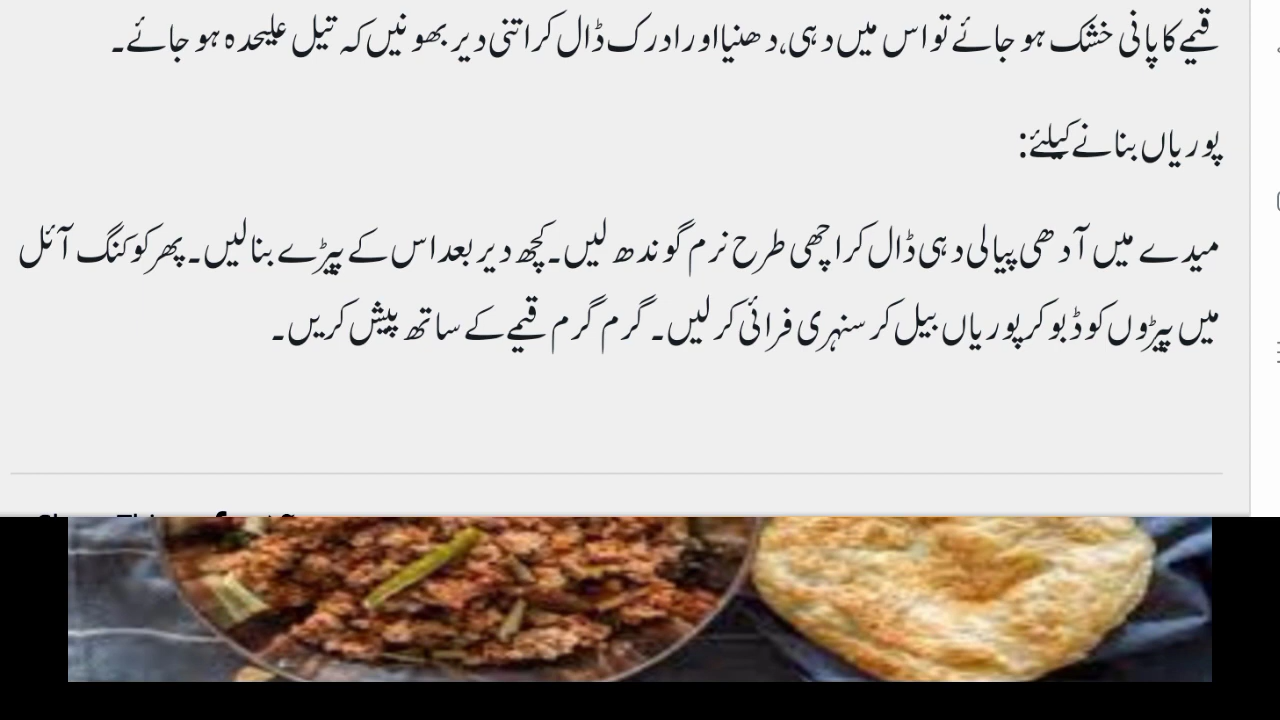 قیمے کا پانی خشک ہو جائے تو اس میں دہی، دھنیا اور ادرک ڈال کر اتنی دیر بھونیں کہ تیل علیحدہ ہو جائے۔
پوریاں بنانے کیلئے:
میدے میں آدھی پیالی دہی ڈال کر اچھی طرح نرم گوندھ لیں۔ کچھ دیر بعد اس کے پیڑے بنا لیں۔ پھر کوکنگ آئل
میں پیڑوں کو ڈبو کر پوریاں بیل کر سنہری فرائی کر لیں۔ گرم گرم قیمے کے ساتھ پیش کریں۔